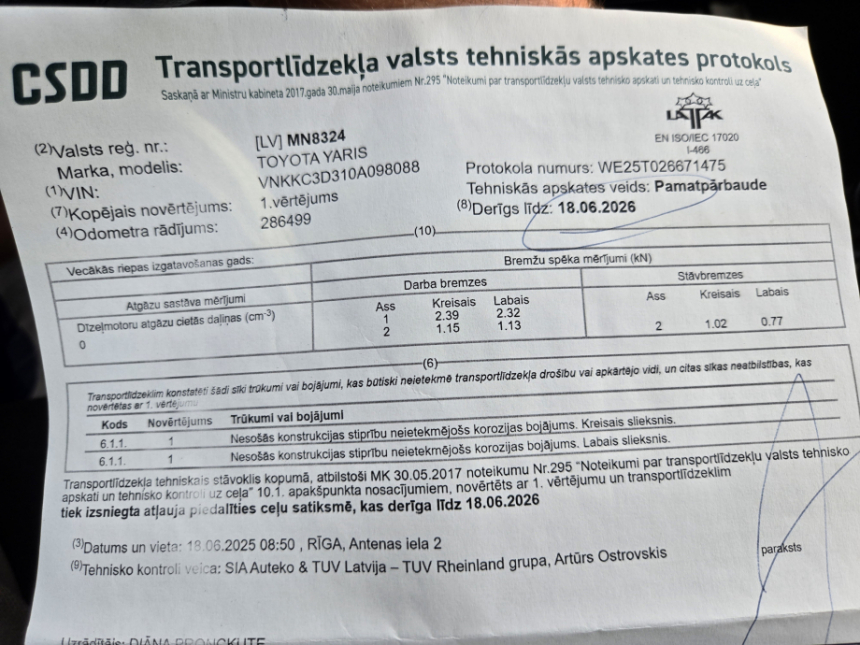 CSDD
Transportlīdzekļa valsts tehniskās apskates protokols
Saskaņā ar Ministru kabineta 2017.gada 30.maija noteikumiem Nr.295 "Noteikumi par transportlīdzekļu valsts tehnisko apskati un tehnisko kontroli uz ceļa"
LATAK
EN ISO/IEC 17020
I-466
(2)Valsts reģ. nr.: [LV] MN8324
Marka, modelis: TOYOTA YARIS
(1)VIN: VNKKC3D310A098088
(7)Kopējais novērtējums: 1.vērtējums
(4)Odometra rādījums: 286499
Protokola numurs: WE25T026671475
Tehniskās apskates veids: Pamatpārbaude
(8)Derīgs līdz: 18.06.2026
(10)
Vecākās riepas izgatavošanas gads:
Bremžu spēka mērījumi (kN)
Atgāzu sastāva mērījumi
Darba bremzes
Stāvbremzes
Dīzeļmotoru atgāzu cietās daļiņas (cm-3)
0
Ass Kreisais Labais
1 2.39 2.32
2 1.15 1.13
Ass Kreisais Labais
2 1.02 0.77
(6)
Transportlīdzeklim konstatēti šādi sīki trūkumi vai bojājumi, kas būtiski neietekmē transportlīdzekļa drošību vai apkārtējo vidi, un citas sīkas neatbilstības, kas
novērtētas ar 1. vērtējumu
Kods Novērtējums Trūkumi vai bojājumi
6.1.1. 1 Nesošās konstrukcijas stiprību neietekmējošs korozijas bojājums. Kreisais slieksnis.
6.1.1. 1 Nesošās konstrukcijas stiprību neietekmējošs korozijas bojājums. Labais slieksnis.
Transportlīdzekļa tehniskais stāvoklis kopumā, atbilstoši MK 30.05.2017 noteikumu Nr.295 "Noteikumi par transportlīdzekļu valsts tehnisko
apskati un tehnisko kontroli uz ceļa" 10.1. apakšpunkta nosacījumiem, novērtēts ar 1. vērtējumu un transportlīdzeklim
tiek izsniegta atļauja piedalīties ceļu satiksmē, kas derīga līdz 18.06.2026
(3)Datums un vieta: 18.06.2025 08:50 , RĪGA, Antenas iela 2
(9)Tehnisko kontroli veica: SIA Auteko & TUV Latvija – TUV Rheinland grupa, Artūrs Ostrovskis
paraksts
Uzrādītājs: DIĀNA